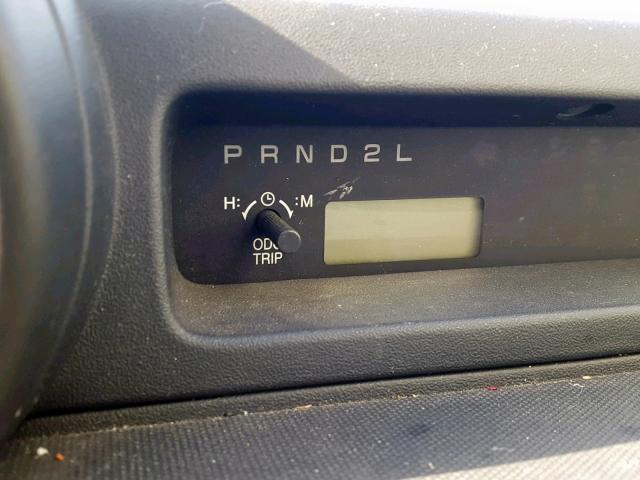 P R N D 2 L
H: :M
ODO
TRIP